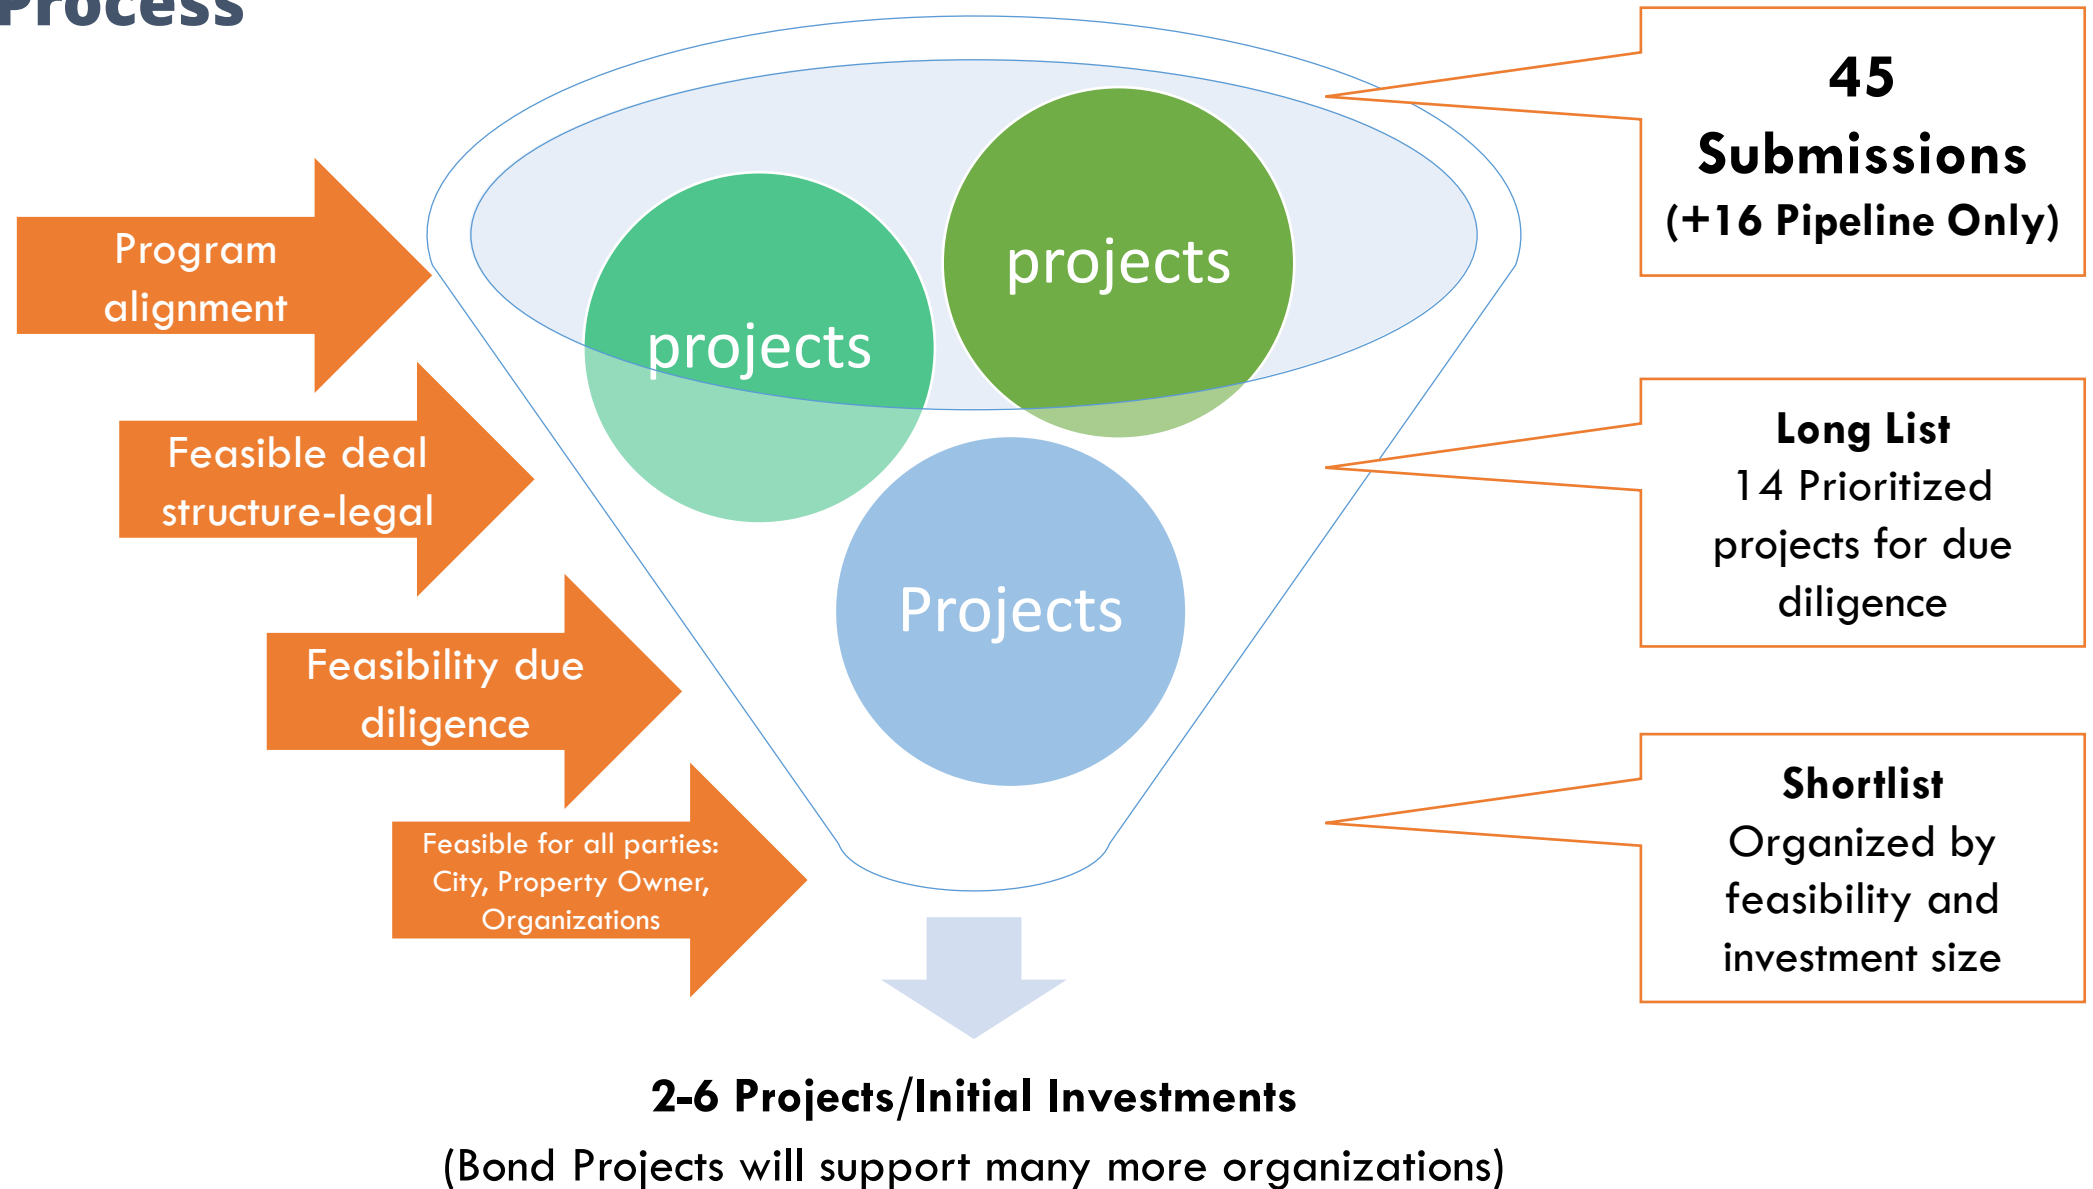 Process
45
Submissions
(+16 Pipeline Only)
Program
alignment
projects
projects
Feasible deal
structure-legal
Long List
14 Prioritized
projects for due
diligence
Feasibility due
diligence
Projects
Shortlist
Organized by
feasibility and
investment size
Feasible for all parties:
City, Property Owner,
Organizations
2-6 Projects/Initial Investments
(Bond Projects will support many more organizations)